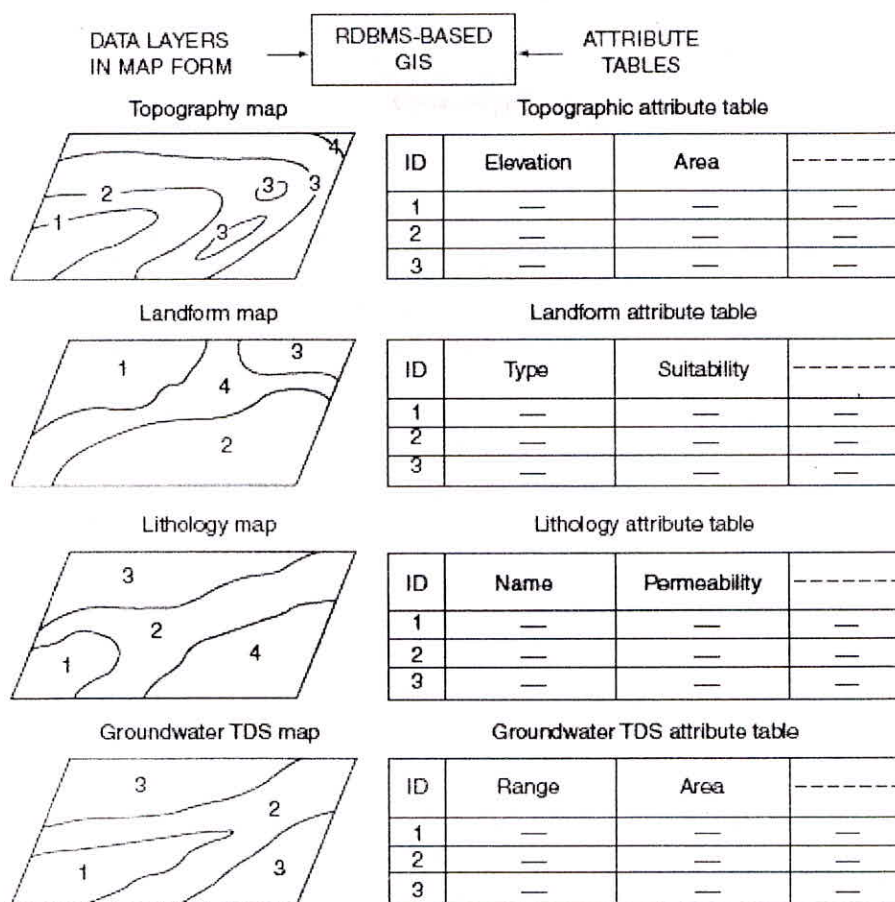 DATA LAYERS
IN MAP FORM
RDBMS-BASED
GIS
ATTRIBUTE
TABLES
Topography map
4
3
3
2
1
3
Topographic attribute table
ID Elevation Area
1 — — —
2 — — —
3 — — —
Landform map
1
3
4
2
Landform attribute table
ID Type Suitability
1 — — —
2 — — —
3 — — —
Lithology map
3
2
1
4
Lithology attribute table
ID Name Permeability
1 — — —
2 — — —
3 — — —
Groundwater TDS map
3
2
1
3
Groundwater TDS attribute table
ID Range Area
1 — — —
2 — — —
3 — — —